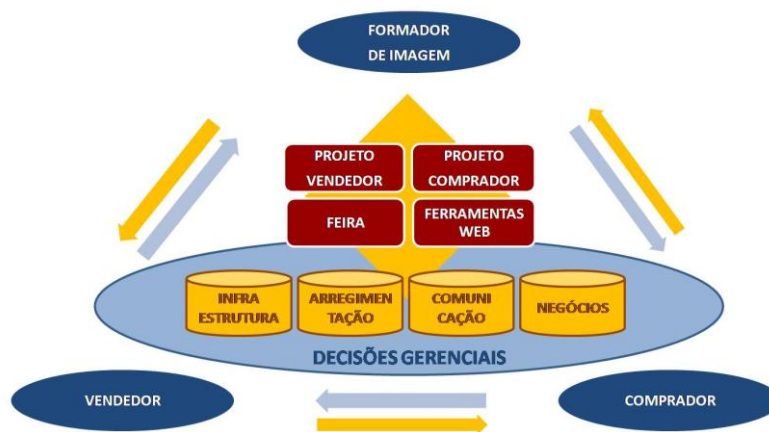 FORMADOR
DE IMAGEM
PROJETO
VENDEDOR
PROJETO
COMPRADOR
FEIRA
FERRAMENTAS
WEB
INFRA
ESTRUTURA
ARREGIMEN
TAÇÃO
COMUNI
CAÇÃO
NEGÓCIOS
DECISÕES GERENCIAIS
VENDEDOR
COMPRADOR